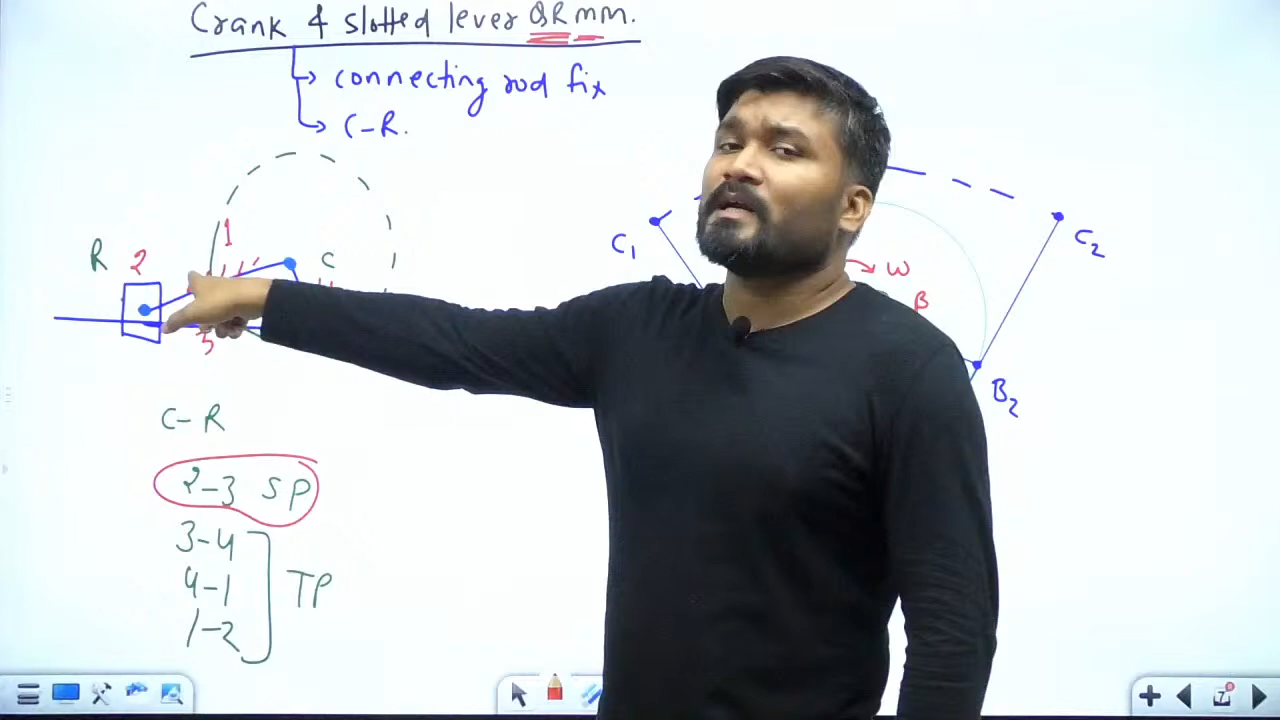 Crank & slotted lever QRmm.
connecting rod fix
C-R.
1
R 2 C
3
C1
C2
W
B
B2
C-R
2-3 SP
3-4
4-1 TP
1-2
7